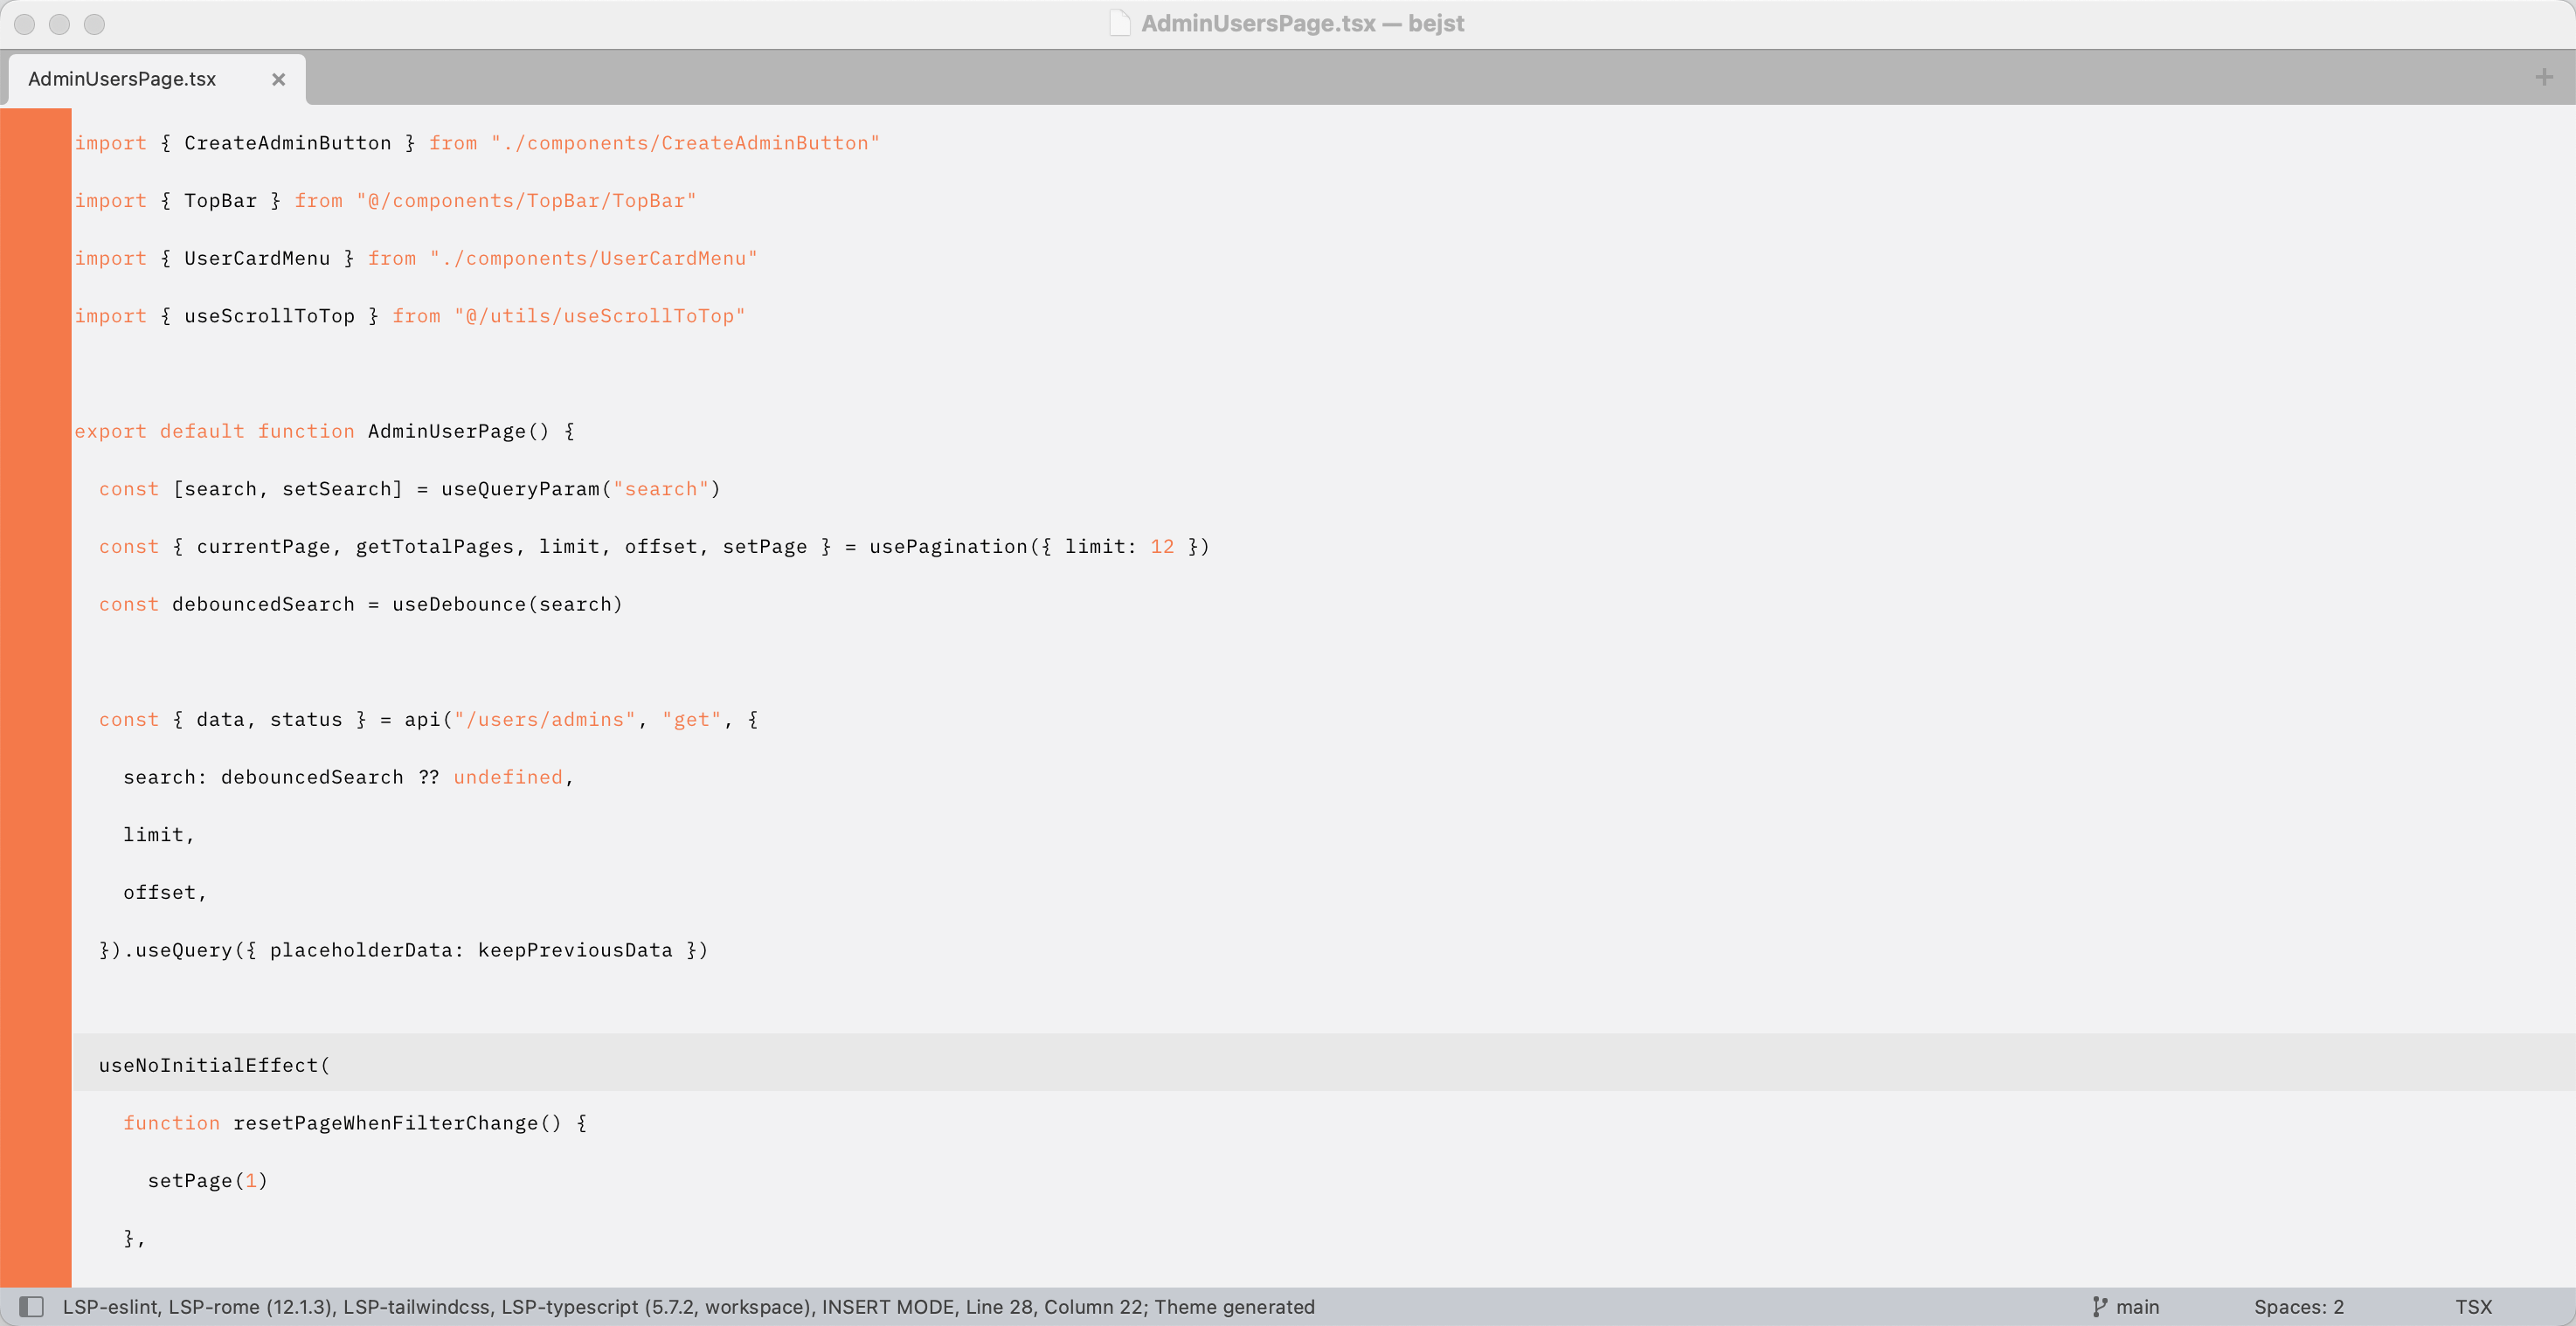 AdminUsersPage.tsx — bejst
AdminUsersPage.tsx
import { CreateAdminButton } from "./components/CreateAdminButton"
import { TopBar } from "@/components/TopBar/TopBar"
import { UserCardMenu } from "./components/UserCardMenu"
import { useScrollToTop } from "@/utils/useScrollToTop"
export default function AdminUserPage() {
  const [search, setSearch] = useQueryParam("search")
  const { currentPage, getTotalPages, limit, offset, setPage } = usePagination({ limit: 12 })
  const debouncedSearch = useDebounce(search)
  const { data, status } = api("/users/admins", "get", {
    search: debouncedSearch ?? undefined,
    limit,
    offset,
  }).useQuery({ placeholderData: keepPreviousData })
  useNoInitialEffect(
    function resetPageWhenFilterChange() {
      setPage(1)
    },
LSP-eslint, LSP-rome (12.1.3), LSP-tailwindcss, LSP-typescript (5.7.2, workspace), INSERT MODE, Line 28, Column 22; Theme generated
main
Spaces: 2
TSX